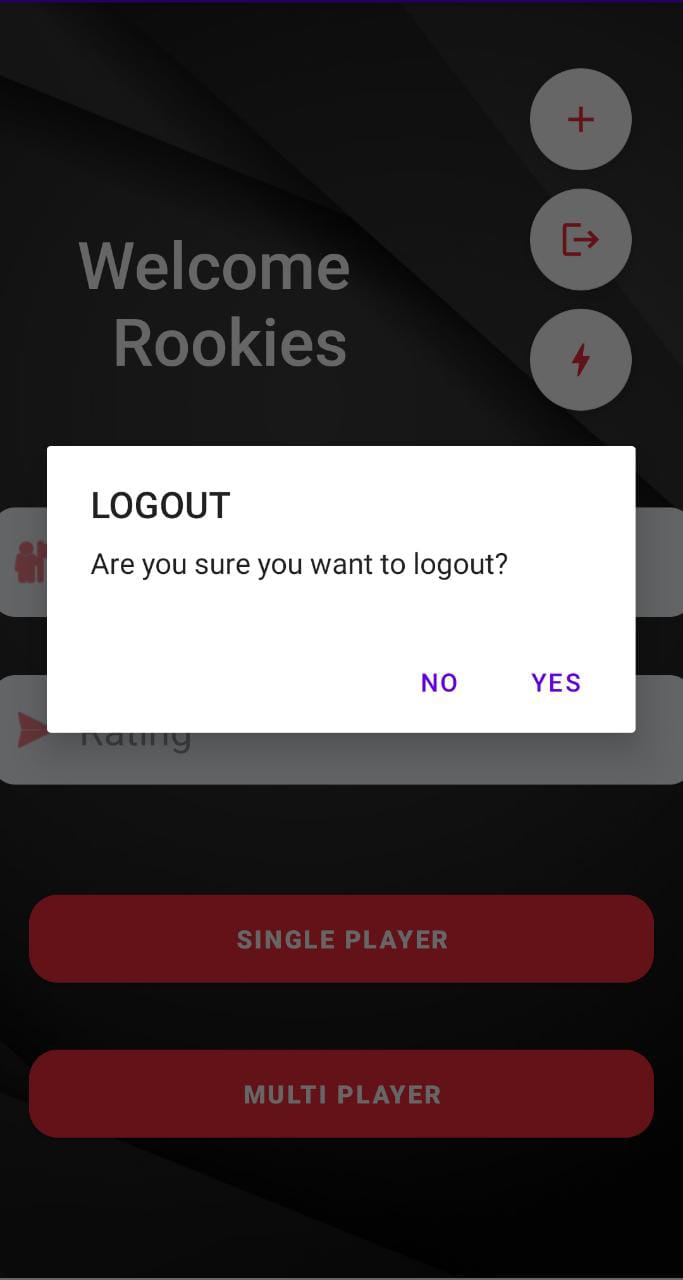 Welcome
Rookies
LOGOUT
Are you sure you want to logout?
NO
YES
Rating
SINGLE PLAYER
MULTI PLAYER